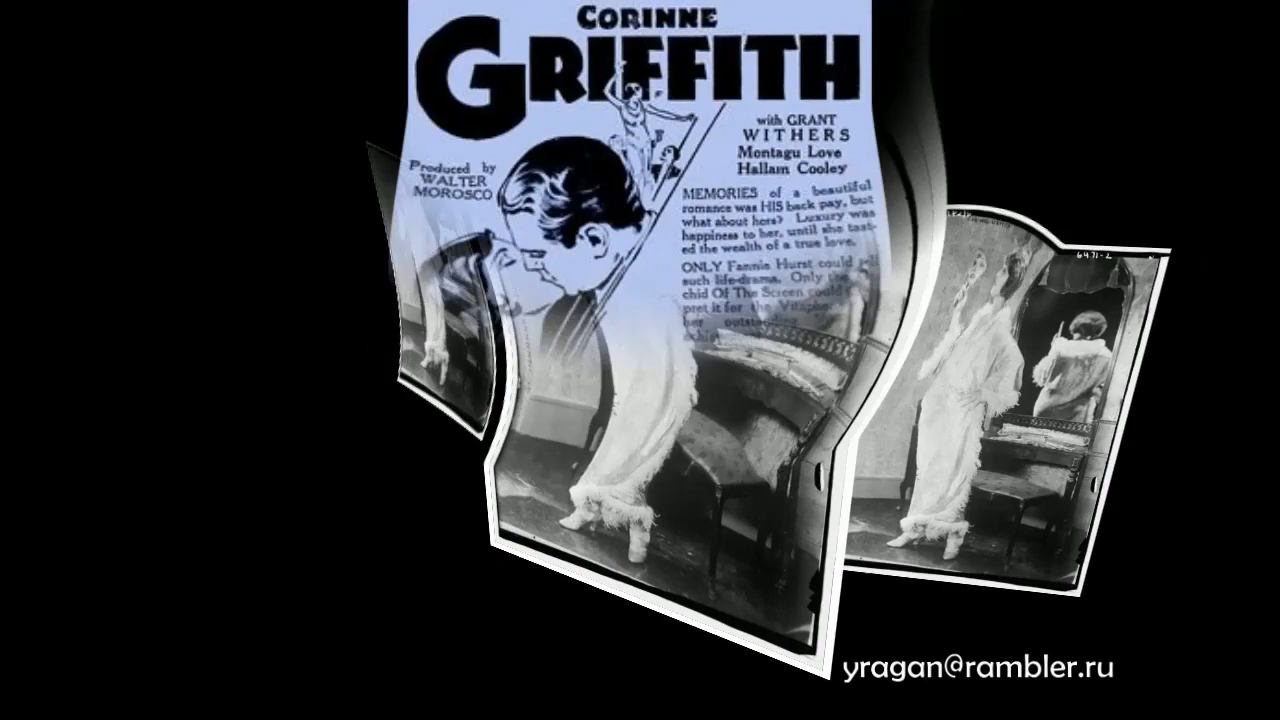 CORINNE
GRIFFITH
with GRANT
WITHERS
Montagu Love
Hallam Cooley
Produced by
WALTER
MOROSCO
MEMORIES of a beautiful
romance was HIS back pay, but
what about hers? Luxury was
happiness to her, until she tast-
ed the wealth of a true love.
ONLY Fannie Hurst could
such life-drama. Only
chid Of The Screen could
pret it for the
her
6471-2
yragan@rambler.ru